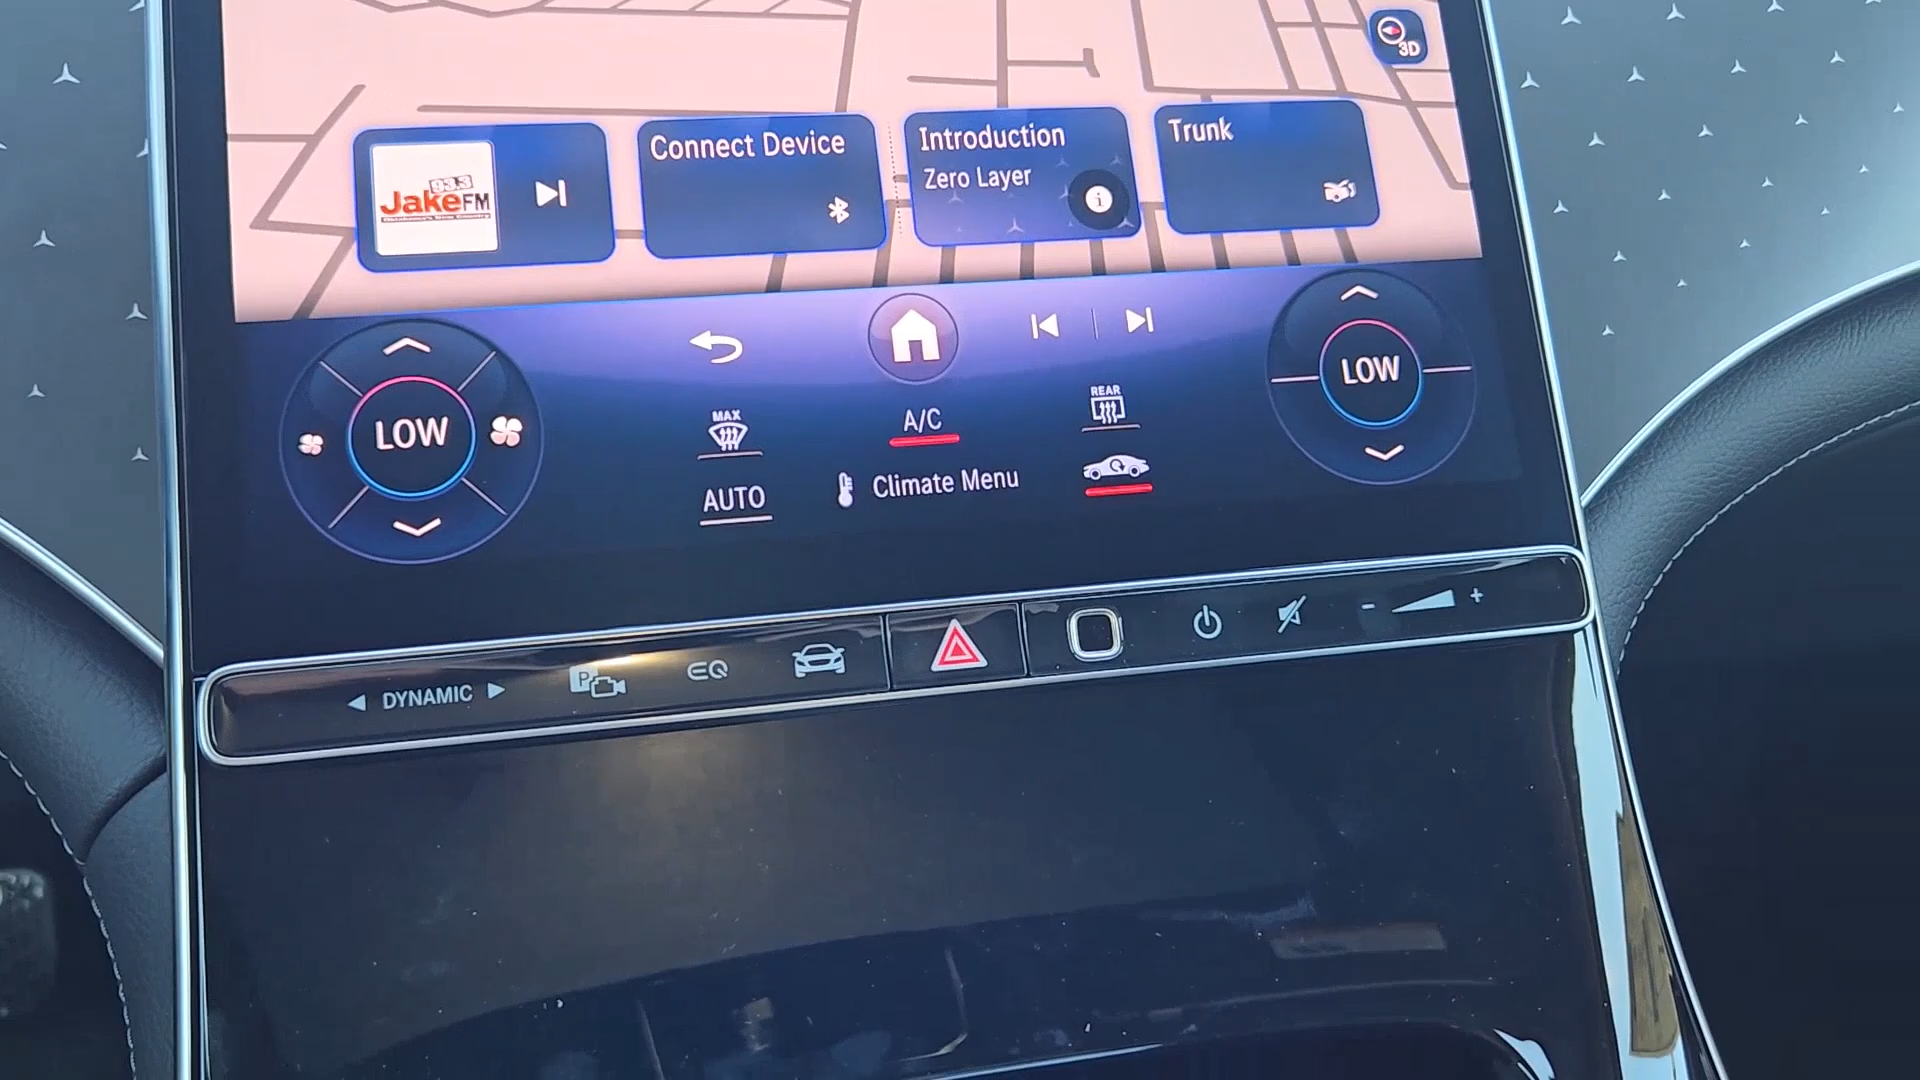 3D
93.3
JakeFM
Connect Device
Introduction
Zero Layer
Trunk
LOW
MAX
A/C
REAR
LOW
AUTO
Climate Menu
DYNAMIC
P
EQ
- +